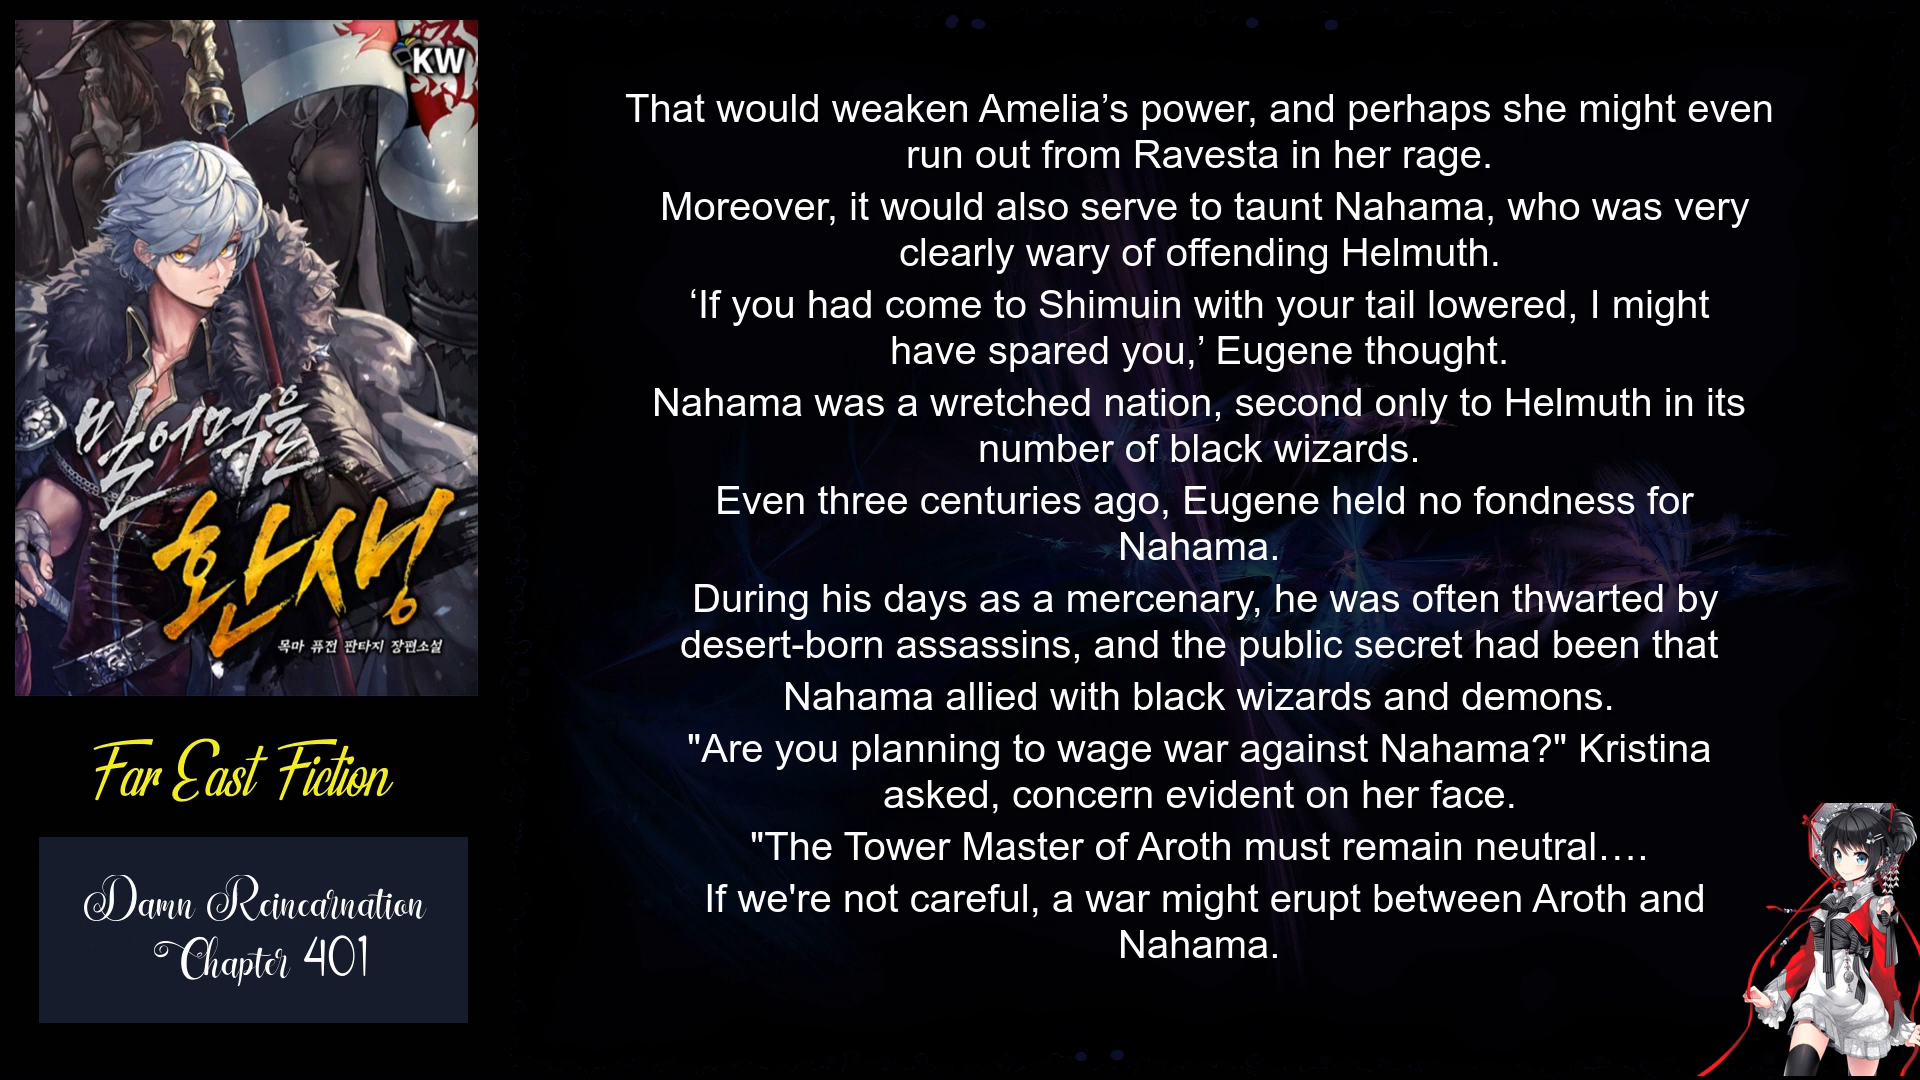 KW
빌어먹을
환생
목마 퓨전 판타지 장편소설
Far East Fiction
Damn Reincarnation
Chapter 401
That would weaken Amelia’s power, and perhaps she might even
run out from Ravesta in her rage.
Moreover, it would also serve to taunt Nahama, who was very
clearly wary of offending Helmuth.
‘If you had come to Shimuin with your tail lowered, I might
have spared you,’ Eugene thought.
Nahama was a wretched nation, second only to Helmuth in its
number of black wizards.
Even three centuries ago, Eugene held no fondness for
Nahama.
During his days as a mercenary, he was often thwarted by
desert-born assassins, and the public secret had been that
Nahama allied with black wizards and demons.
"Are you planning to wage war against Nahama?" Kristina
asked, concern evident on her face.
"The Tower Master of Aroth must remain neutral….
If we're not careful, a war might erupt between Aroth and
Nahama.